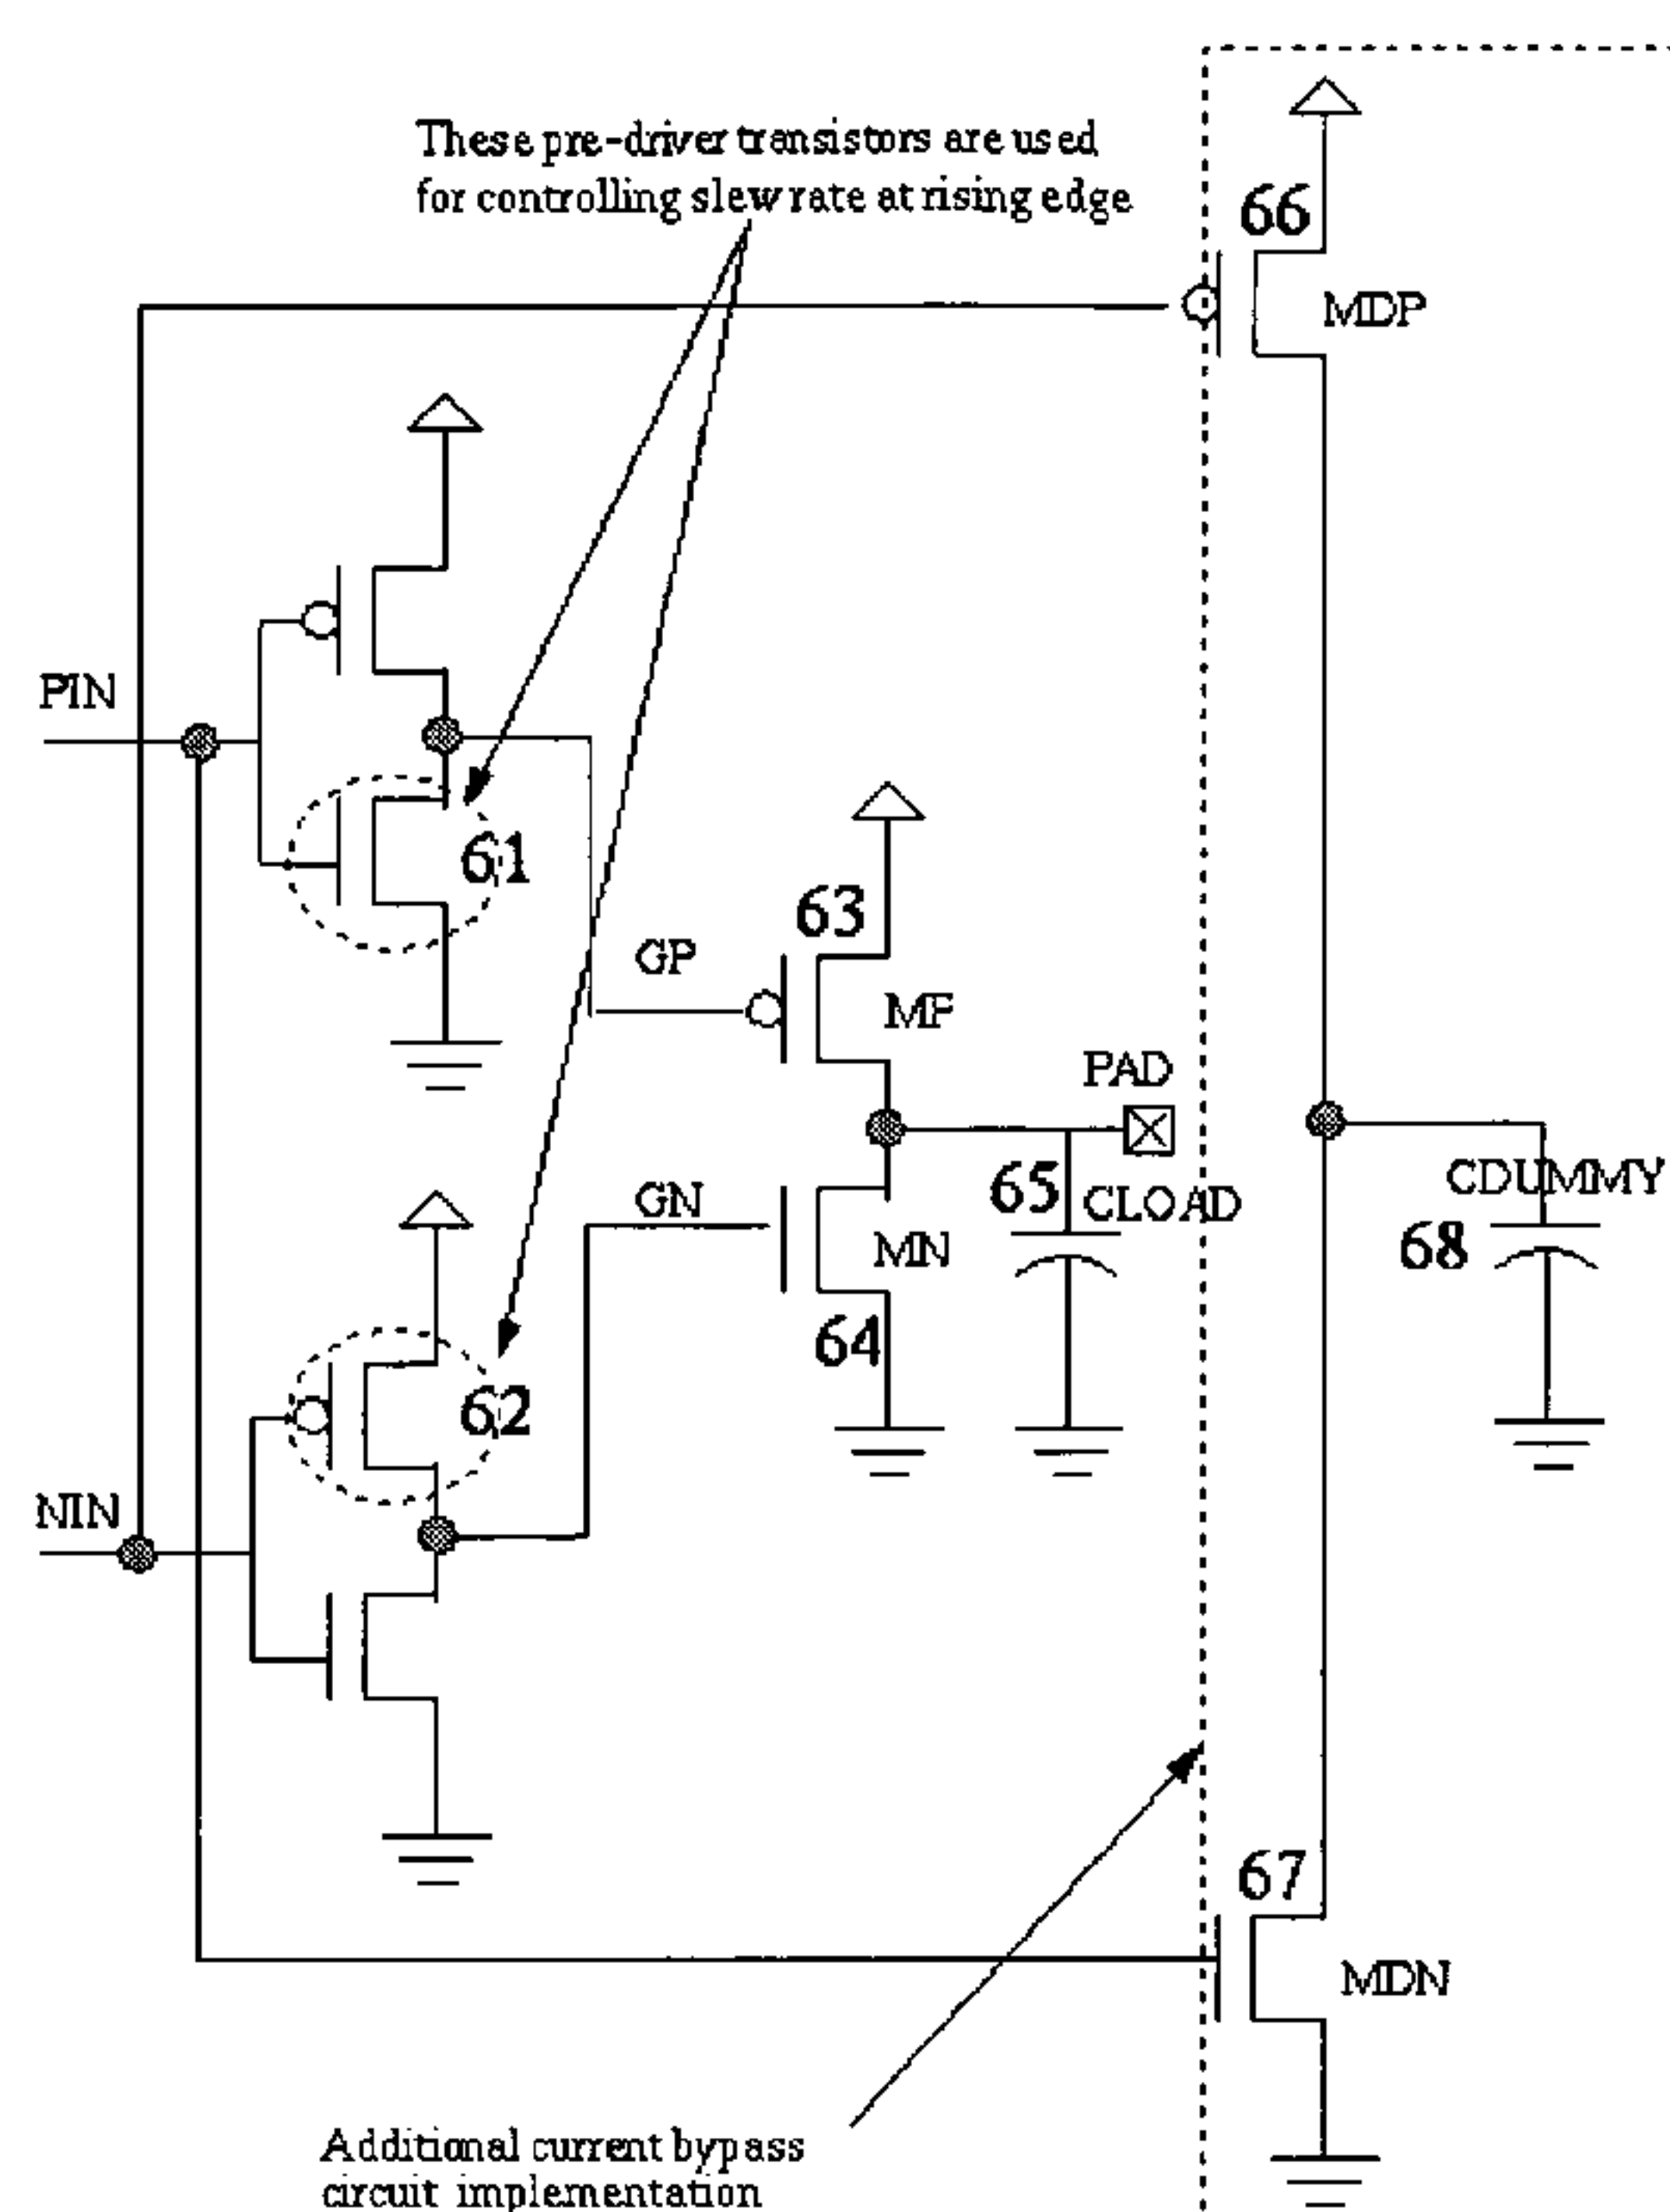 These pre-driver transistors are used
for controlling slew rate at rising edge
66
MDP
PIN
61
63
GP
MP
PAD
65
CLOAD
CDUMMY
68
GN
MN
64
62
NIN
67
MDN
Additional current bypass
circuit implementation